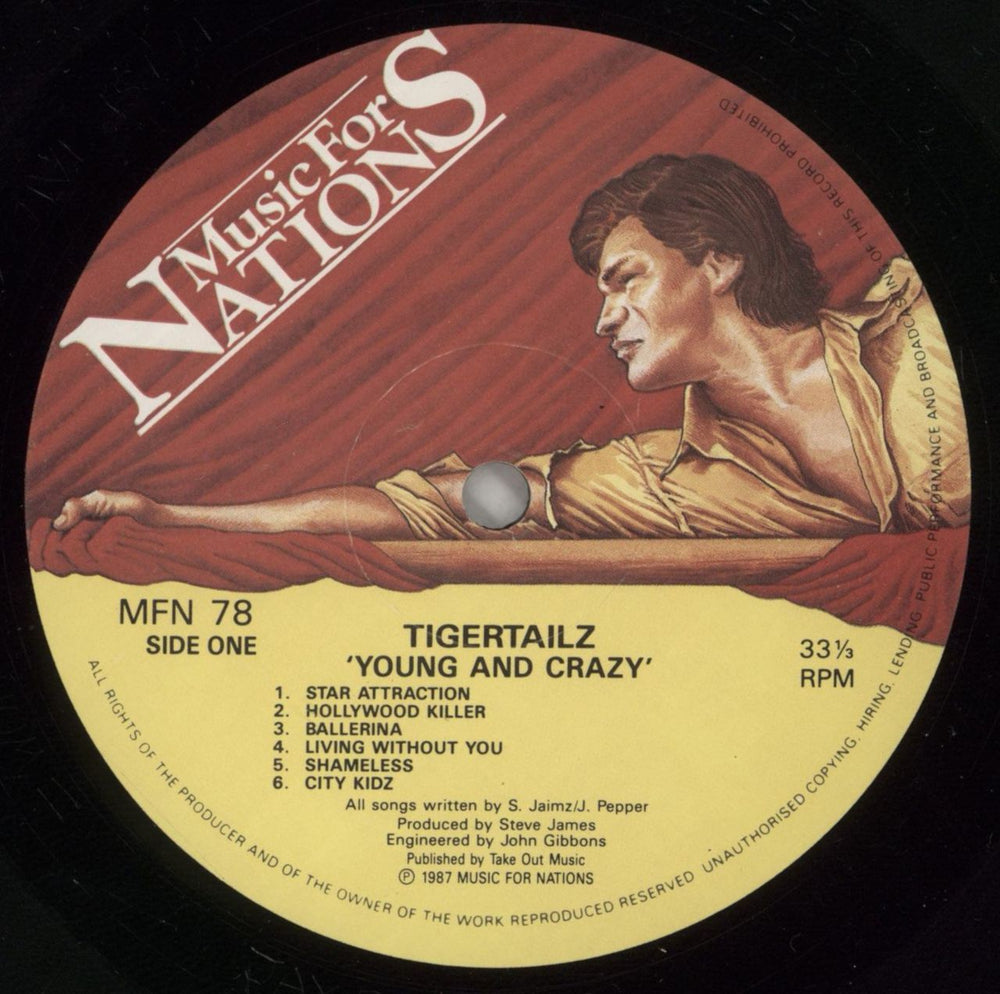 Music For
NATIONS
MFN 78
SIDE ONE
TIGERTAILZ
'YOUNG AND CRAZY'
33⅓
RPM
1. STAR ATTRACTION
2. HOLLYWOOD KILLER
3. BALLERINA
4. LIVING WITHOUT YOU
5. SHAMELESS
6. CITY KIDZ
All songs written by S. Jaimz/J. Pepper
Produced by Steve James
Engineered by John Gibbons
Published by Take Out Music
Ⓟ 1987 MUSIC FOR NATIONS
ALL RIGHTS OF THE PRODUCER AND OF THE OWNER OF THE WORK REPRODUCED RESERVED UNAUTHORISED COPYING. HIRING. LENDING PUBLIC PERFORMANCE AND BROADCASTING OF THIS RECORD PROHIBITED